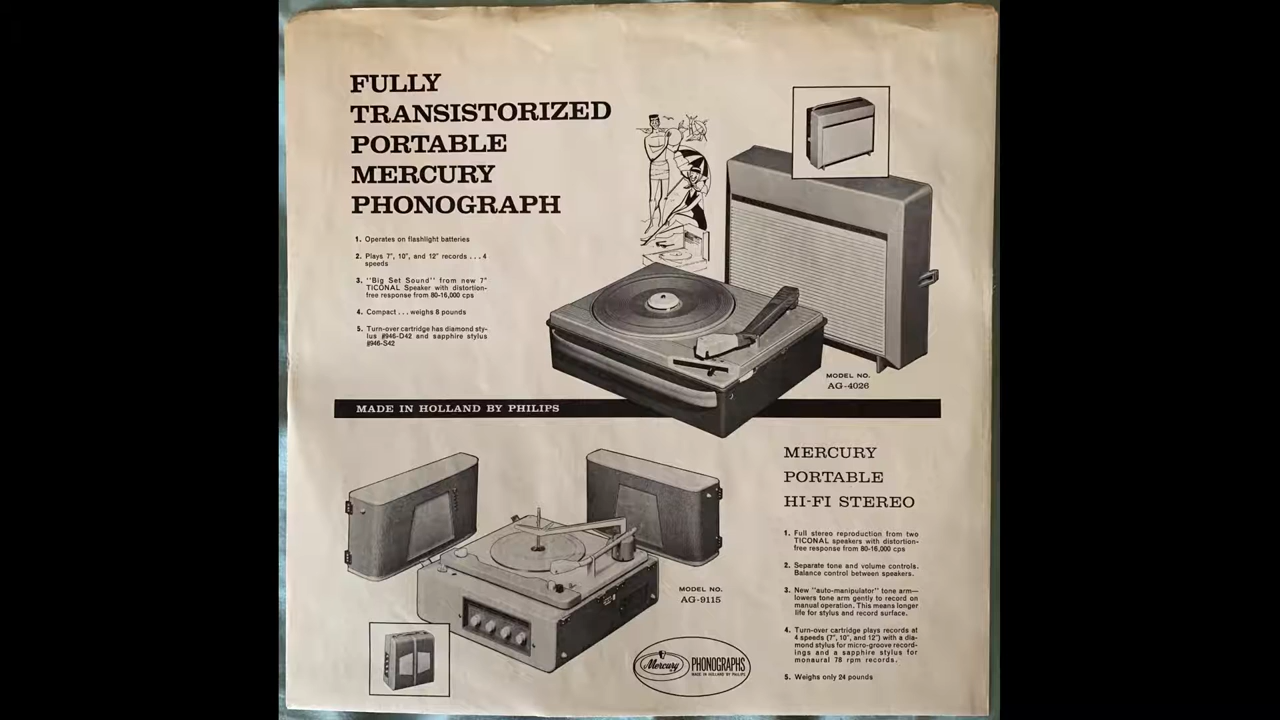 FULLY
TRANSISTORIZED
PORTABLE
MERCURY
PHONOGRAPH
1. Operates on flashlight batteries
2. Plays 7", 10", and 12" records . . . 4
speeds
3. "Big Set Sound" from new 7"
TICONAL Speaker with distortion-
free response from 80-16,000 cps
4. Compact . . . weighs 8 pounds
5. Turn-over cartridge has diamond sty-
lus #946-D42 and sapphire stylus
#946-S42
MODEL NO.
AG-4026
MADE IN HOLLAND BY PHILIPS
MERCURY
PORTABLE
HI-FI STEREO
1. Full stereo reproduction from two
TICONAL speakers with distortion-
free response from 80-16,000 cps
2. Separate tone and volume controls.
Balance control between speakers.
3. New "auto-manipulator" tone arm—
lowers tone arm gently to record on
manual operation. This means longer
life for stylus and record surface.
4. Turn-over cartridge plays records at
4 speeds (7", 10", and 12") with a dia-
mond stylus for micro-groove record-
ings and a sapphire stylus for
monaural 78 rpm records.
5. Weighs only 24 pounds
MODEL NO.
AG-9115
Mercury PHONOGRAPHS
MADE IN HOLLAND BY PHILIPS